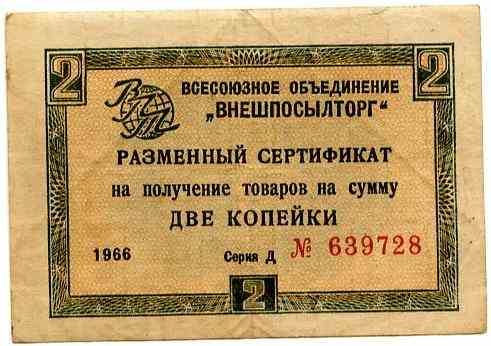 2 2
ВПТ
ВСЕСОЮЗНОЕ ОБЪЕДИНЕНИЕ
„ВНЕШПОСЫЛТОРГ“
РАЗМЕННЫЙ СЕРТИФИКАТ
на получение товаров на сумму
ДВЕ КОПЕЙКИ
1966 Серия Д № 639728
2